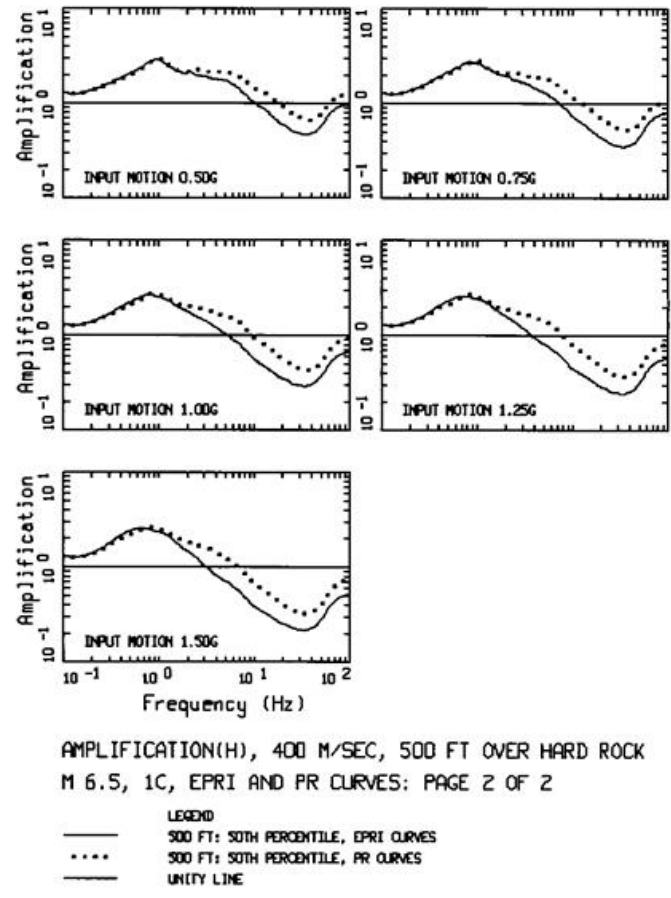 Amplification
10 -1 10 0 10 1
INPUT MOTION 0.50G
10 -1 10 0 10 1
INPUT MOTION 0.75G
Amplification
10 -1 10 0 10 1
INPUT MOTION 1.00G
10 -1 10 0 10 1
INPUT MOTION 1.25G
Amplification
10 -1 10 0 10 1
INPUT MOTION 1.50G
10 -1 10 0 10 1 10 2
Frequency (Hz)
AMPLIFICATION(H), 400 M/SEC, 500 FT OVER HARD ROCK
M 6.5, 1C, EPRI AND PR CURVES: PAGE 2 OF 2
LEGEND
500 FT: 50TH PERCENTILE, EPRI CURVES
500 FT: 50TH PERCENTILE, PR CURVES
UNITY LINE